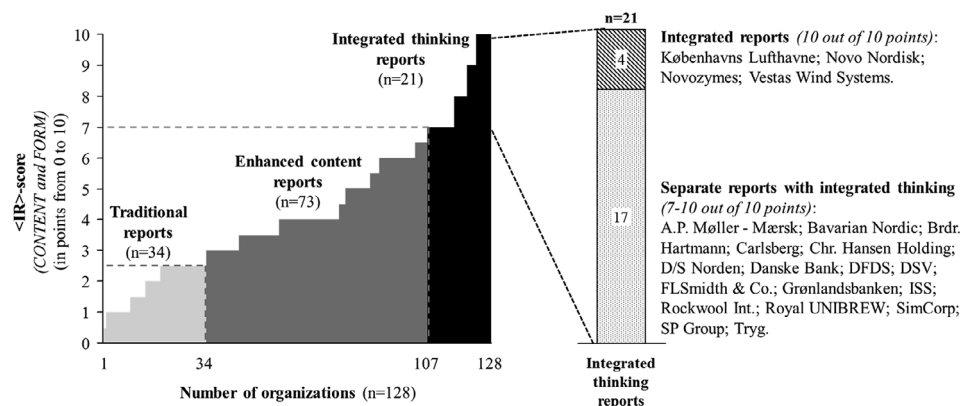 <IR>-score
(CONTENT and FORM)
(in points from 0 to 10)
10
9
8
7
6
5
4
3
2
1
0
Traditional
reports
(n=34)
Enhanced content
reports
(n=73)
Integrated thinking
reports
(n=21)
1
34
107
128
Number of organizations (n=128)
n=21
4
17
Integrated
thinking
reports
Integrated reports (10 out of 10 points):
Københavns Lufthavne; Novo Nordisk;
Novozymes; Vestas Wind Systems.
Separate reports with integrated thinking
(7-10 out of 10 points):
A.P. Møller - Mærsk; Bavarian Nordic; Brdr.
Hartmann; Carlsberg; Chr. Hansen Holding;
D/S Norden; Danske Bank; DFDS; DSV;
FLSmidth & Co.; Grønlandsbanken; ISS;
Rockwool Int.; Royal UNIBREW; SimCorp;
SP Group; Tryg.